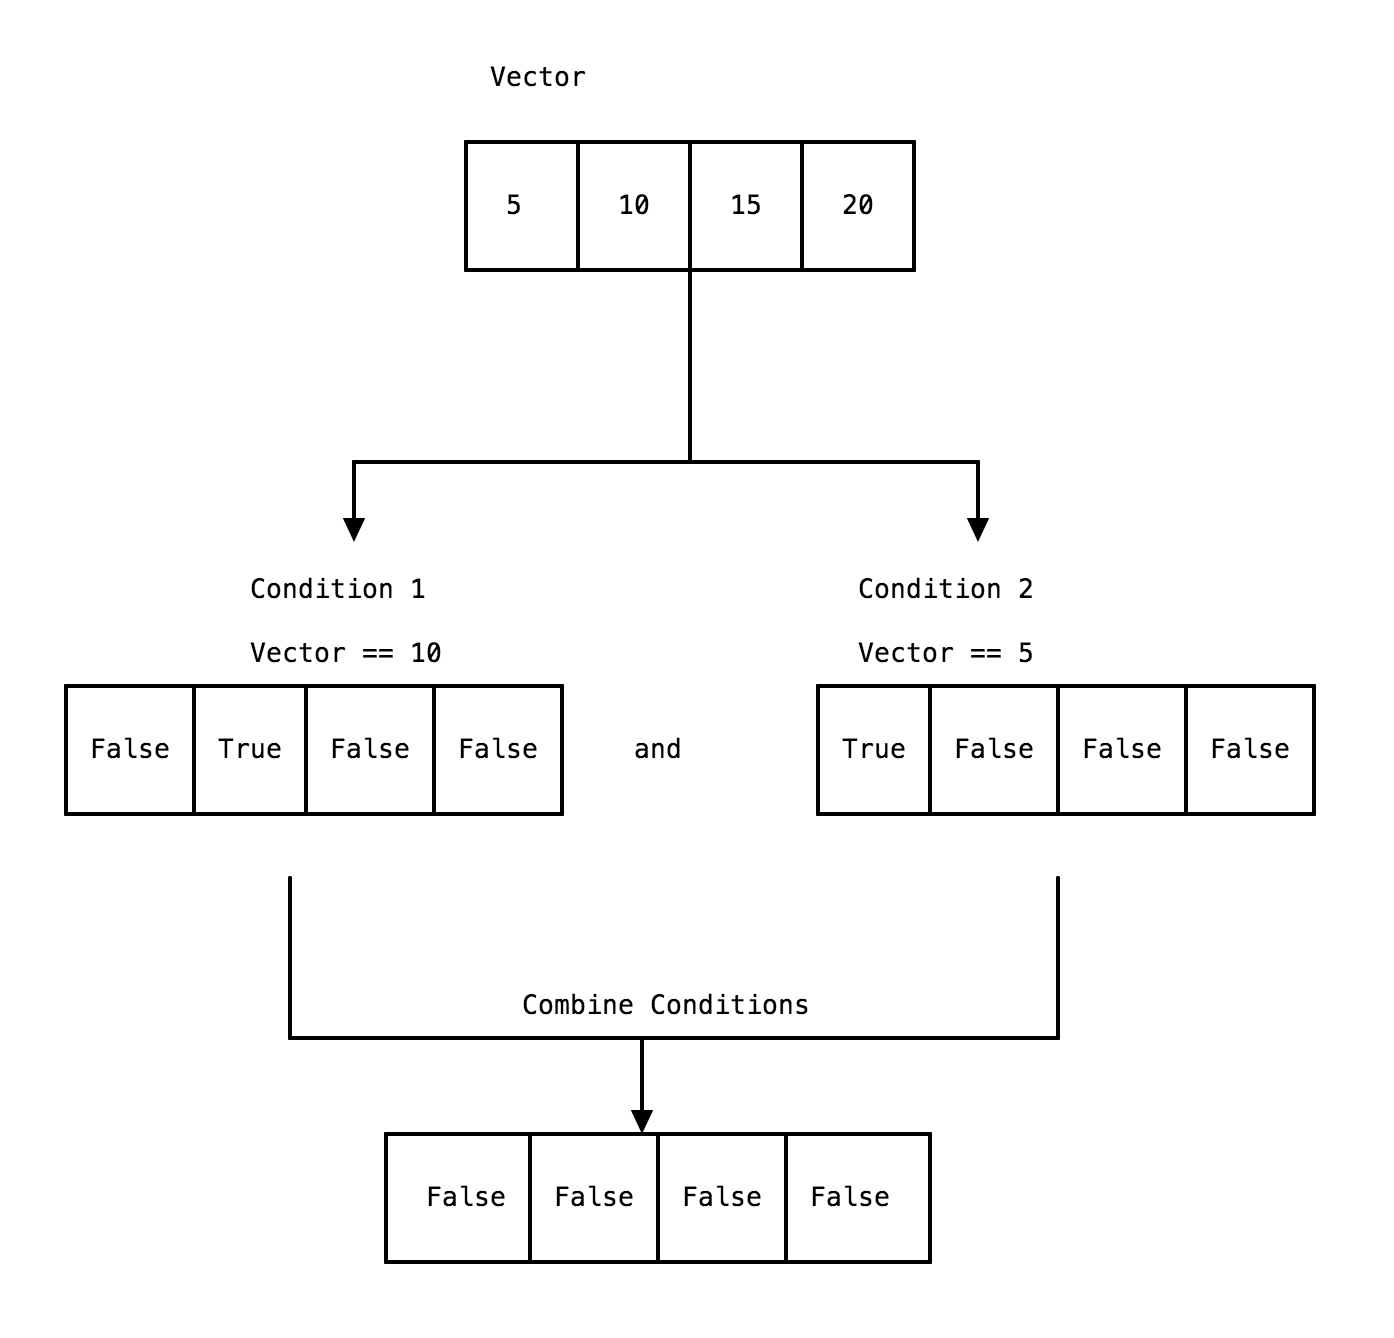 Vector
5 10 15 20
Condition 1 Condition 2
Vector == 10 Vector == 5
False True False False and True False False False
Combine Conditions
False False False False